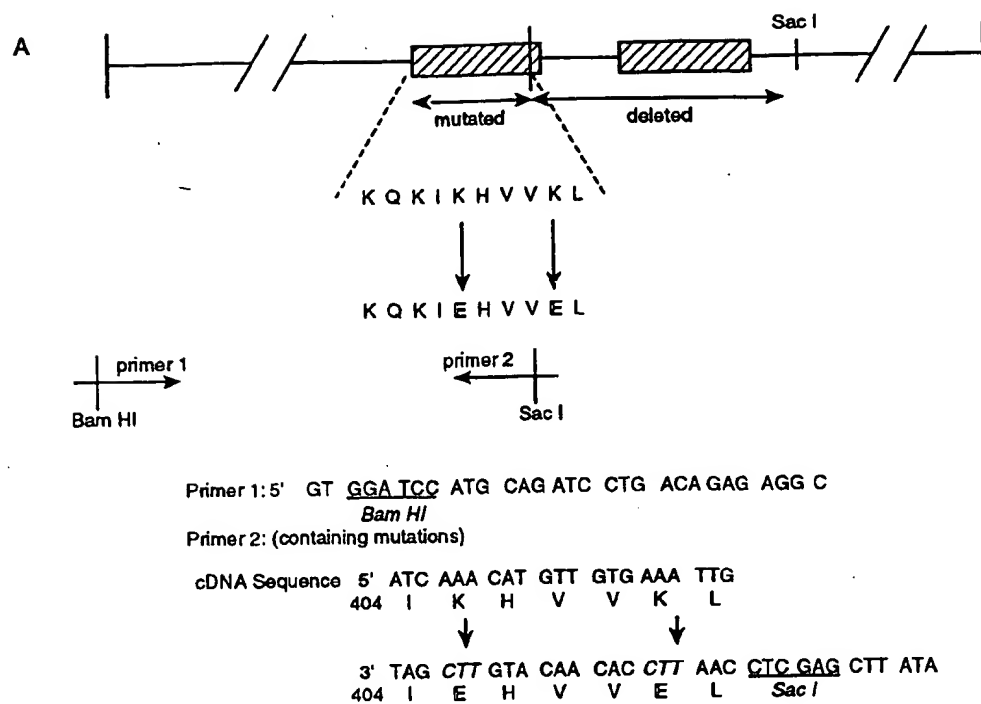 A
Sac I
mutated
deleted
K Q K I K H V V K L
K Q K I E H V V E L
primer 1
primer 2
Bam HI
Sac I
Primer 1: 5' GT GGA TCC ATG CAG ATC CTG ACA GAG AGG C
Bam HI
Primer 2: (containing mutations)
cDNA Sequence 5' ATC AAA CAT GTT GTG AAA TTG
404 I K H V V K L
3' TAG CTT GTA CAA CAC CTT AAC CTC GAG CTT ATA
404 I E H V V E L Sac I